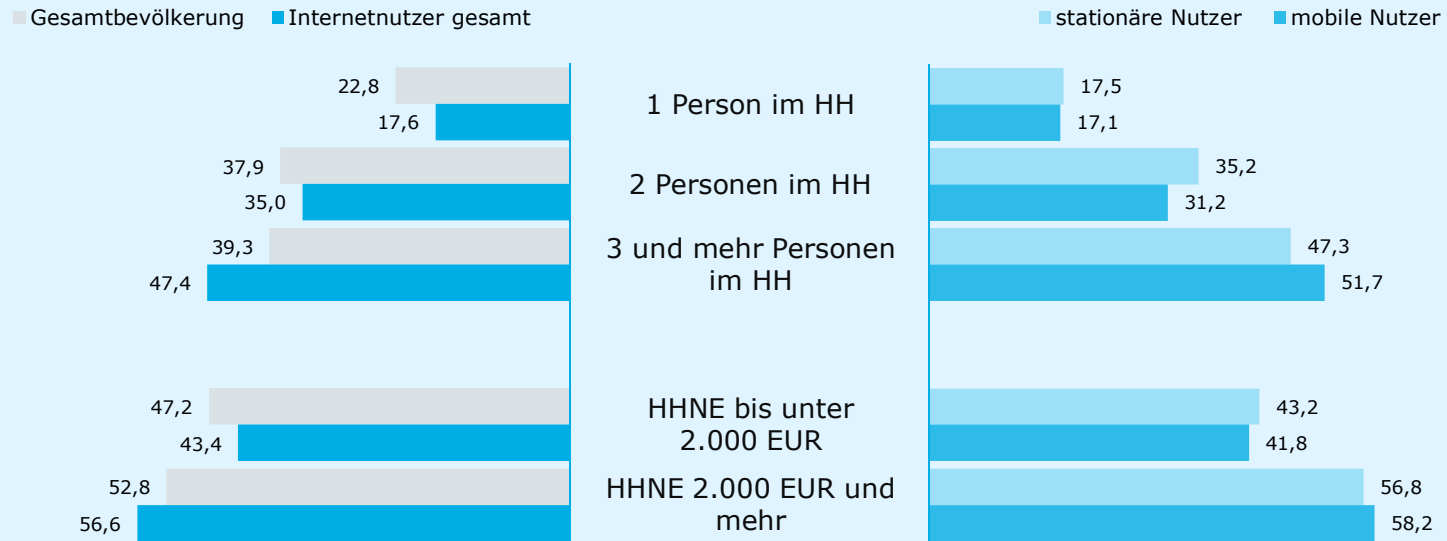 Gesamtbevölkerung Internetnutzer gesamt
stationäre Nutzer mobile Nutzer
22,8
17,6
1 Person im HH
17,5
17,1
37,9
35,0
2 Personen im HH
35,2
31,2
39,3
47,4
3 und mehr Personen
im HH
47,3
51,7
47,2
43,4
HHNE bis unter
2.000 EUR
43,2
41,8
52,8
56,6
HHNE 2.000 EUR und
mehr
56,8
58,2